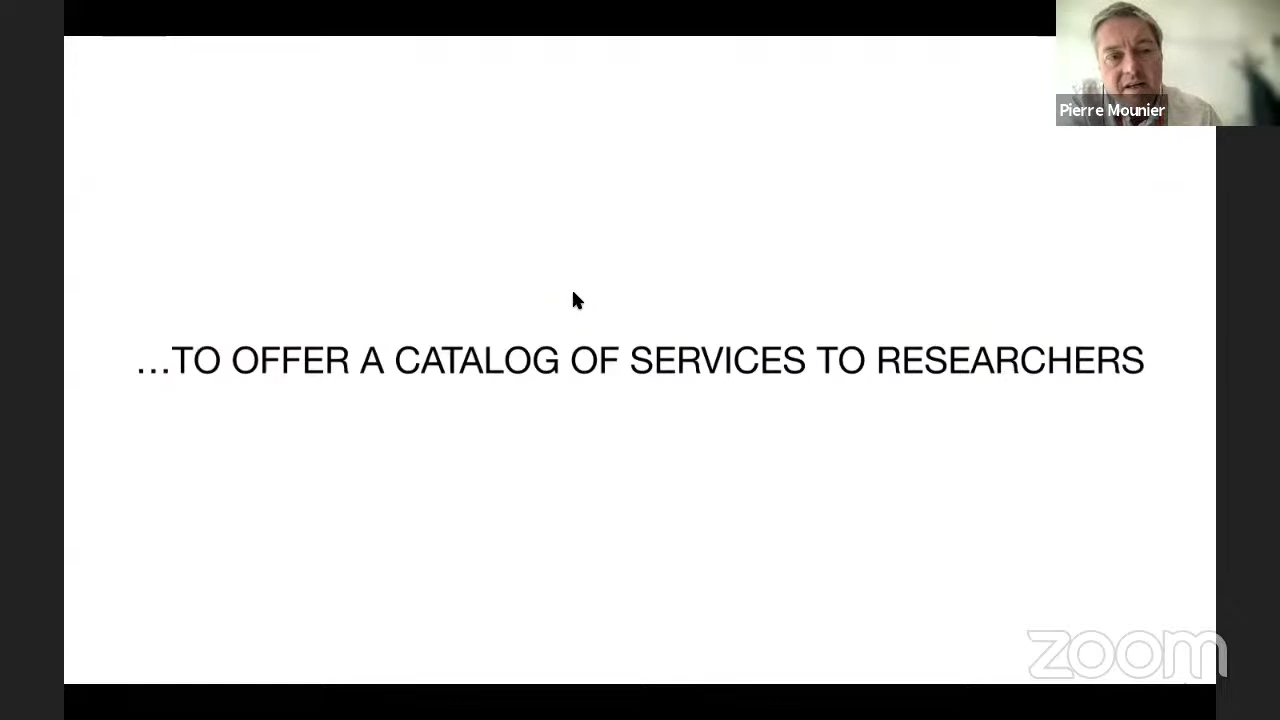 Pierre Mounier
...TO OFFER A CATALOG OF SERVICES TO RESEARCHERS
zoom